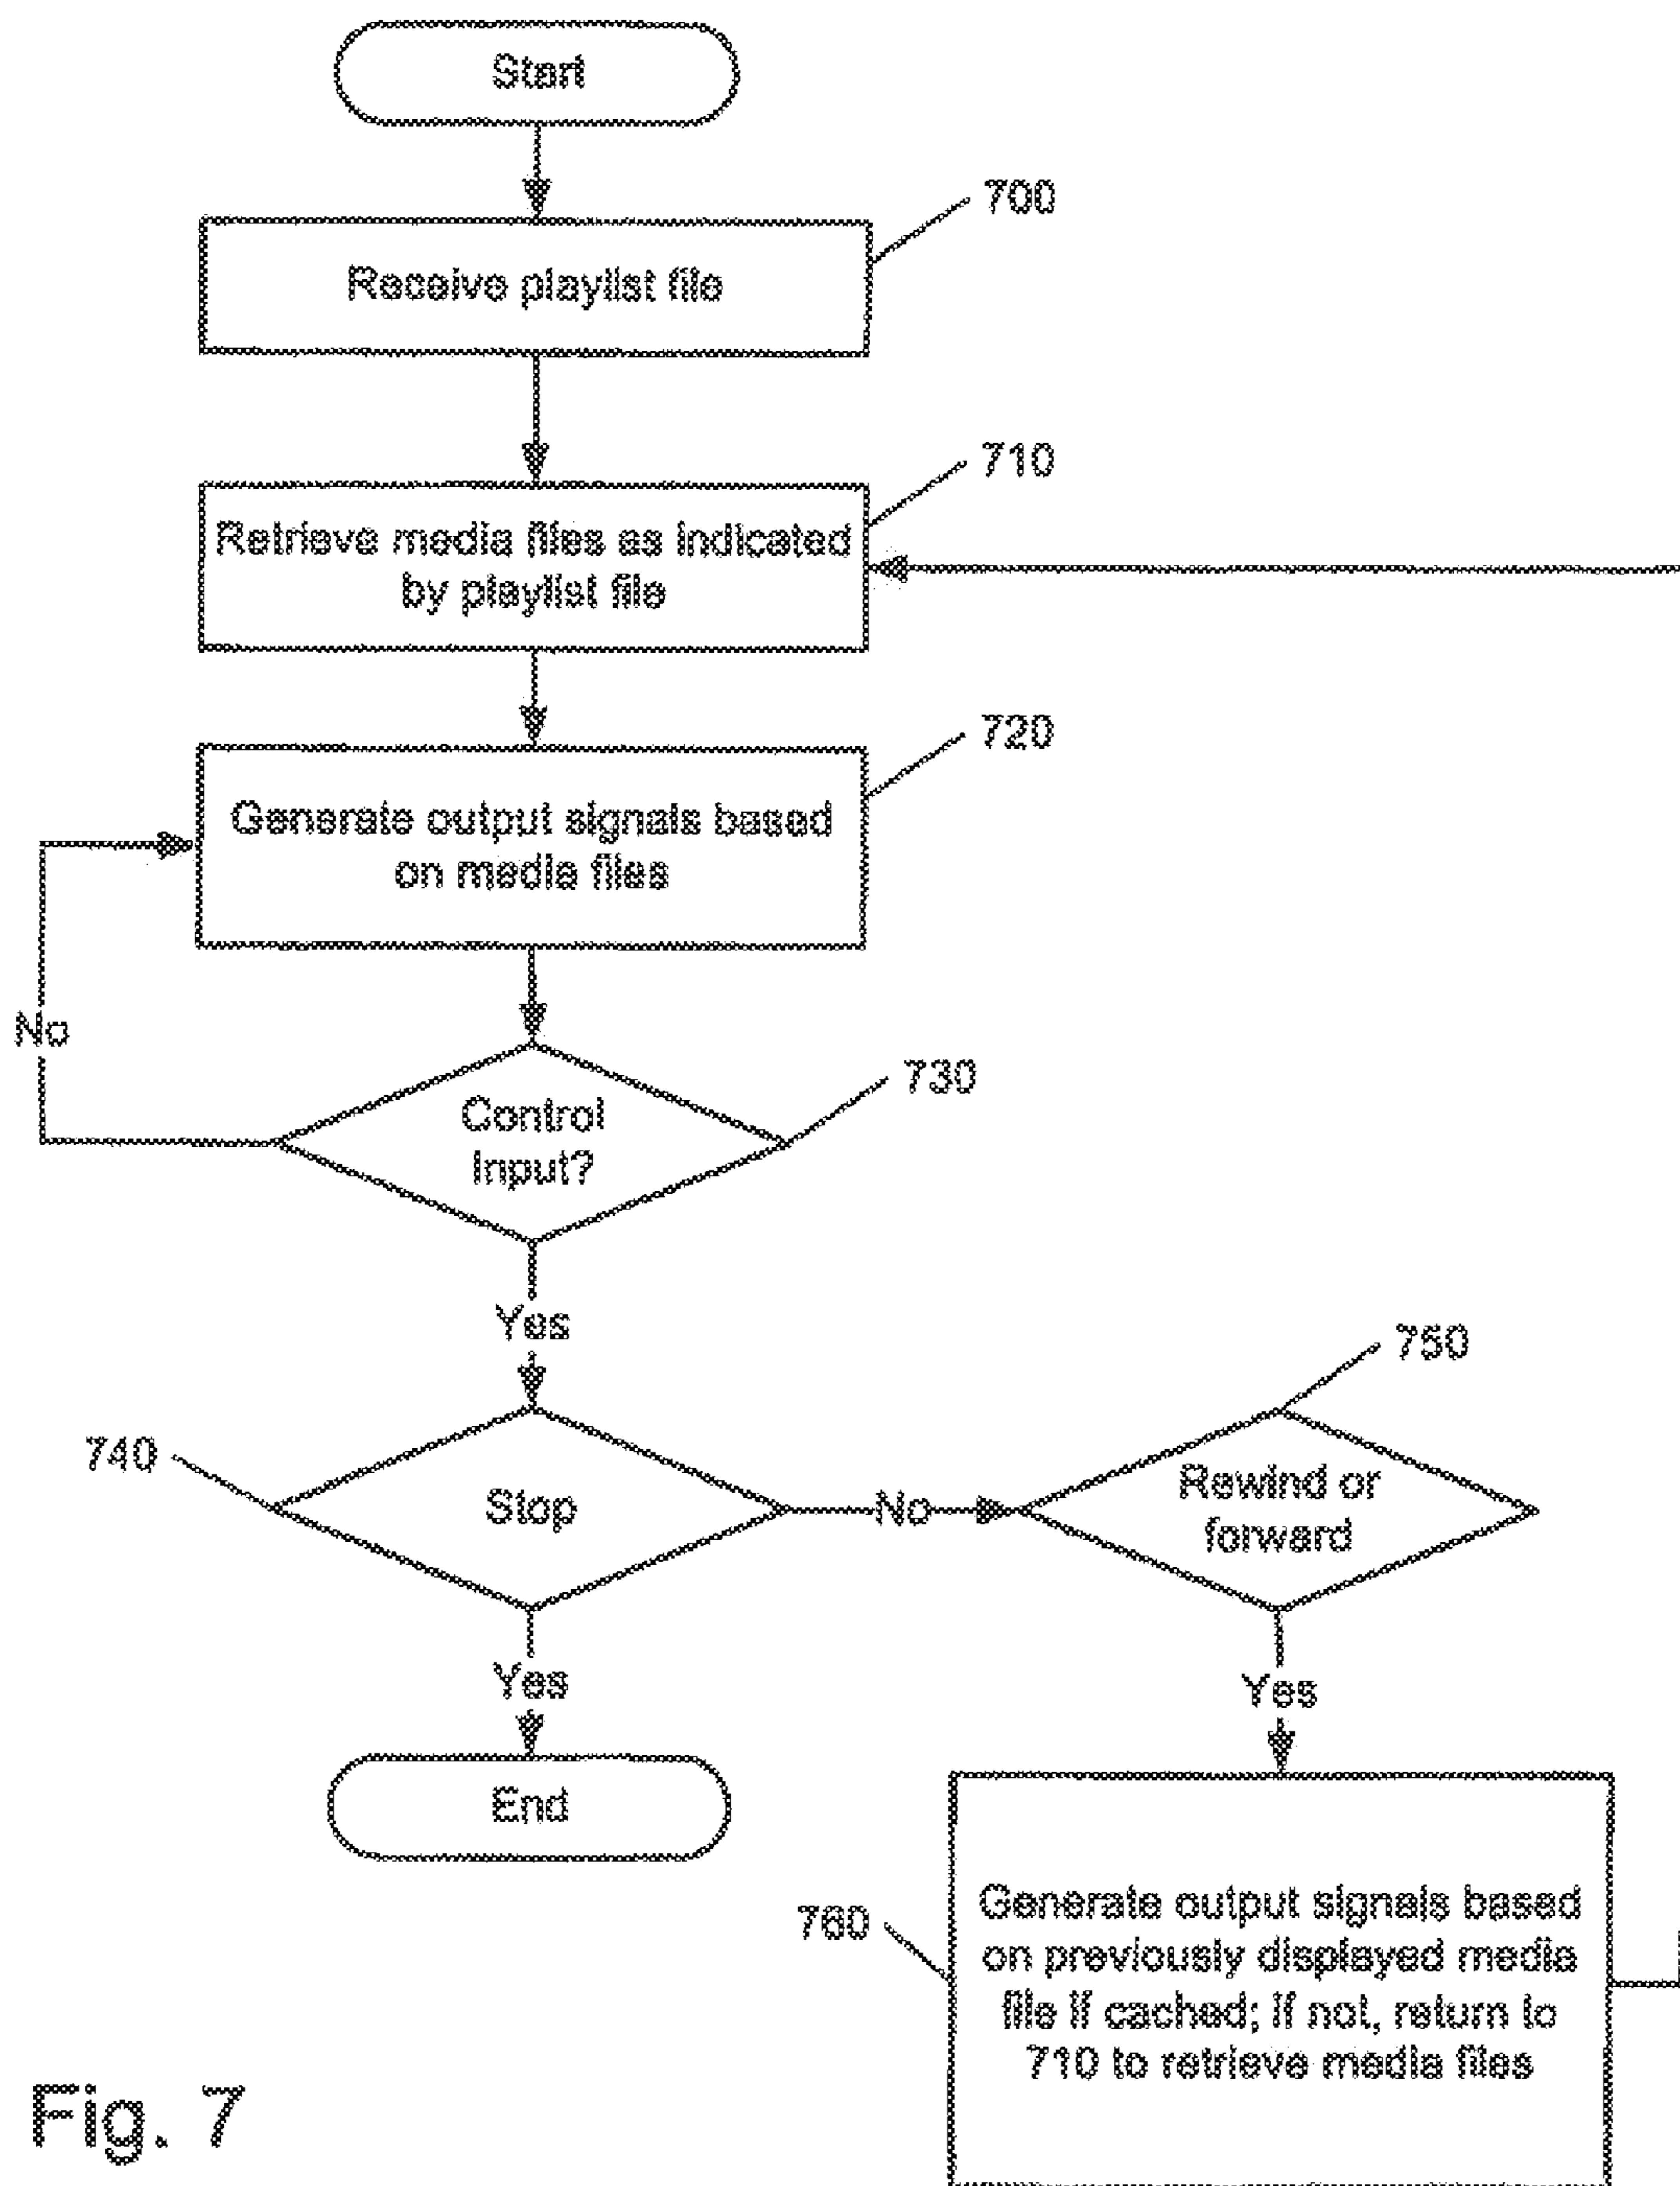 Start
700
Receive playlist file
710
Retrieve media files as indicated
by playlist file
720
Generate output signals based
on media files
No
730
Control
Input?
Yes
750
740
Stop
No
Rewind or
forward
Yes
Yes
End
760
Generate output signals based
on previously displayed media
file if cached; if not, return to
710 to retrieve media files
Fig. 7